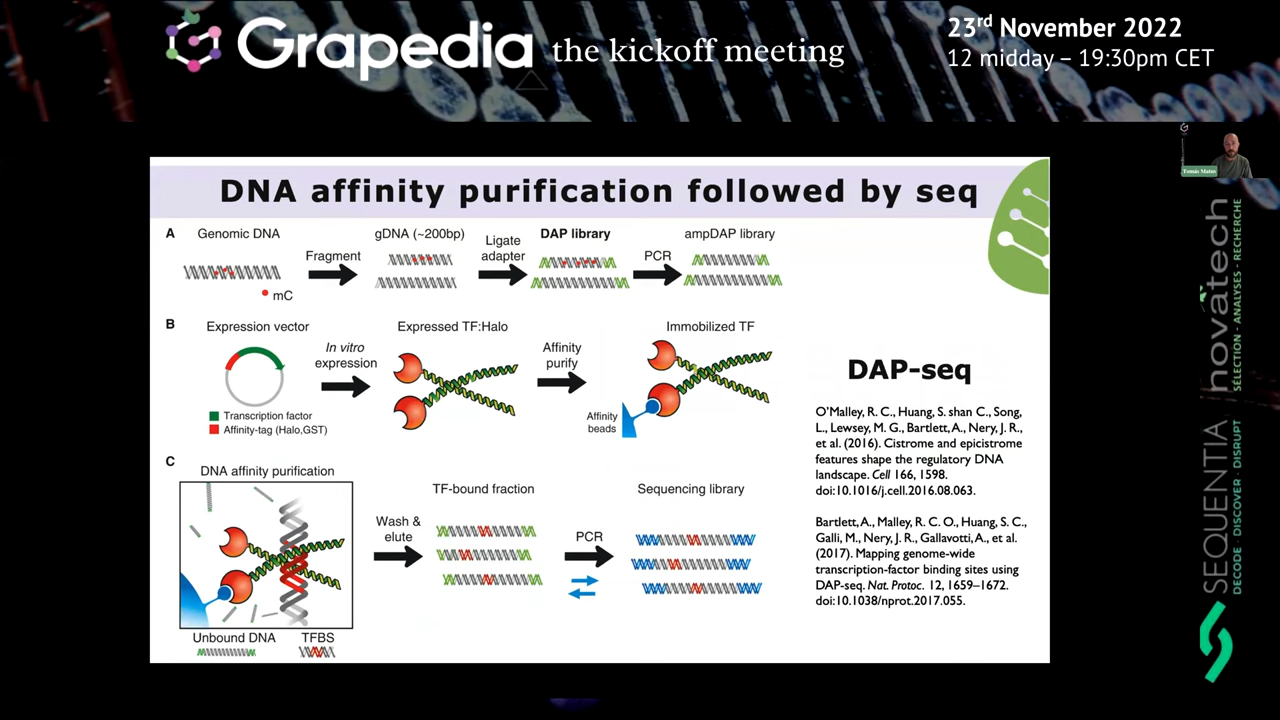 Grapedia the kickoff meeting
23rd November 2022
12 midday – 19:30pm CET
Tomás Matus
DNA affinity purification followed by seq
A
Genomic DNA
Fragment
gDNA (~200bp)
Ligate
adapter
DAP library
PCR
ampDAP library
mC
B
Expression vector
In vitro
expression
Expressed TF:Halo
Affinity
purify
Immobilized TF
Transcription factor
Affinity-tag (Halo,GST)
Affinity
beads
C
DNA affinity purification
Wash &
elute
TF-bound fraction
PCR
Sequencing library
Unbound DNA
TFBS
DAP-seq
O'Malley, R. C., Huang, S. shan C., Song,
L., Lewsey, M. G., Bartlett, A., Nery, J. R.,
et al. (2016). Cistrome and epicistrome
features shape the regulatory DNA
landscape. Cell 166, 1598.
doi:10.1016/j.cell.2016.08.063.
Bartlett, A., Malley, R. C. O., Huang, S. C.,
Galli, M., Nery, J. R., Gallavotti, A., et al.
(2017). Mapping genome-wide
transcription-factor binding sites using
DAP-seq. Nat. Protoc. 12, 1659–1672.
doi:10.1038/nprot.2017.055.
novatech
SÉLECTION - ANALYSES - RECHERCHE
SEQUENTIA
DECODE · DISCOVER · DISRUPT